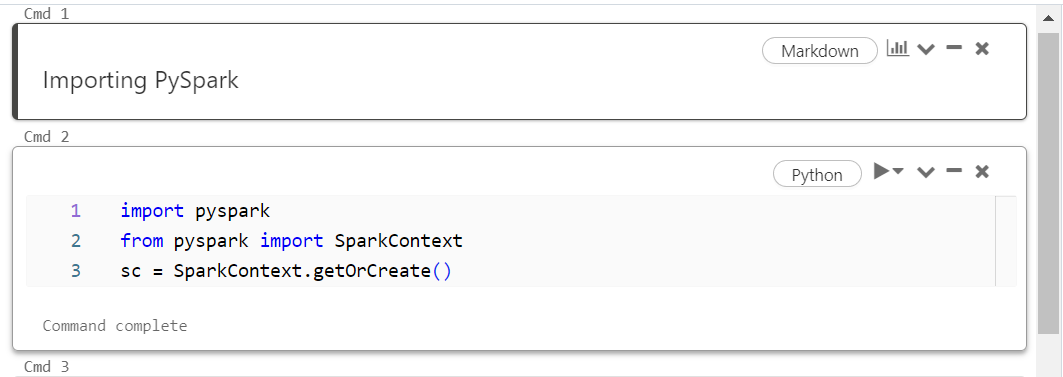 Cmd 1
Markdown
Importing PySpark
Cmd 2
Python
1 import pyspark
2 from pyspark import SparkContext
3 sc = SparkContext.getOrCreate()
Command complete
Cmd 3